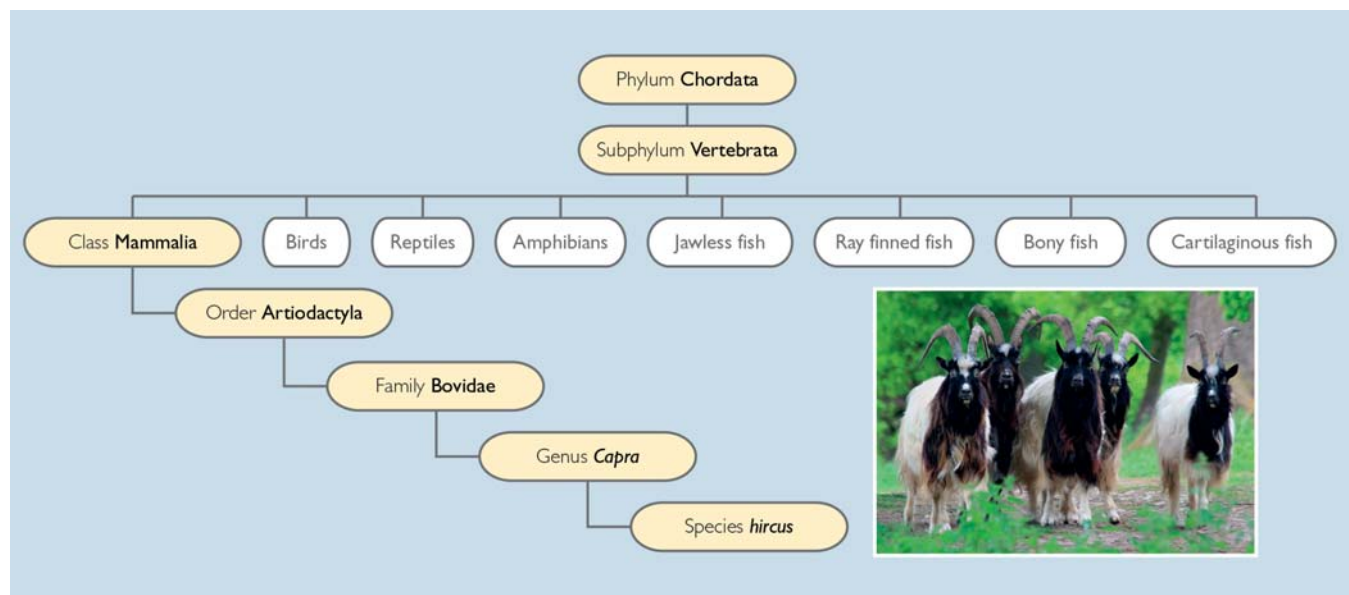 Phylum Chordata
Subphylum Vertebrata
Class Mammalia
Birds
Reptiles
Amphibians
Jawless fish
Ray finned fish
Bony fish
Cartilaginous fish
Order Artiodactyla
Family Bovidae
Genus Capra
Species hircus